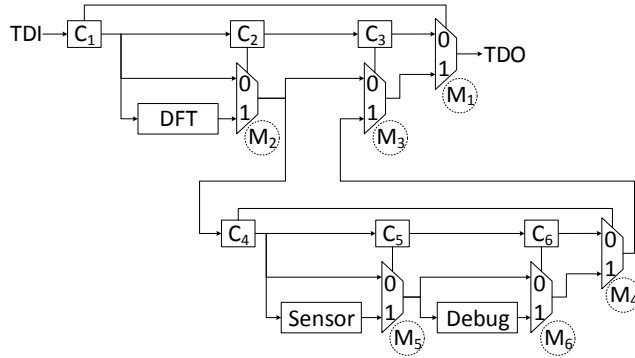 TDI C₁ C₂ C₃ 0 TDO
1
0 0 M₁
DFT 1 1
M₂ M₃
C₄ C₅ C₆ 0
1
0 0 M₄
Sensor 1 Debug 1
M₅ M₆